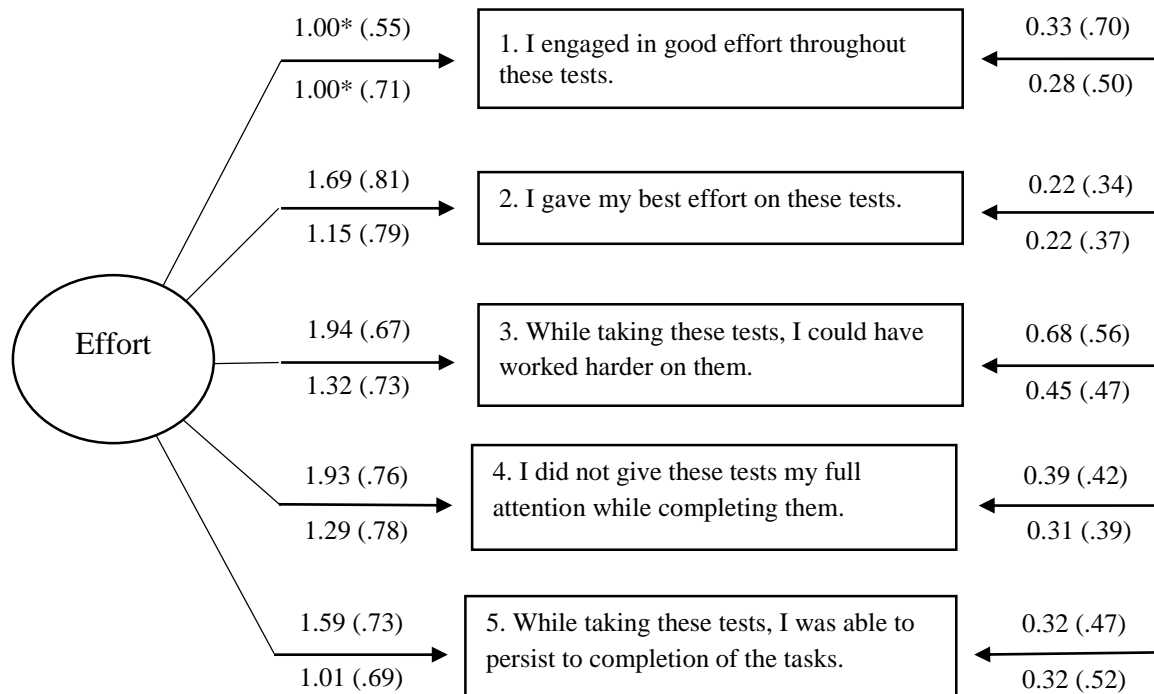 1.00* (.55)
1. I engaged in good effort throughout
these tests.
0.33 (.70)
1.00* (.71)
0.28 (.50)
1.69 (.81)
2. I gave my best effort on these tests.
0.22 (.34)
1.15 (.79)
0.22 (.37)
Effort
1.94 (.67)
3. While taking these tests, I could have
worked harder on them.
0.68 (.56)
1.32 (.73)
0.45 (.47)
1.93 (.76)
4. I did not give these tests my full
attention while completing them.
0.39 (.42)
1.29 (.78)
0.31 (.39)
1.59 (.73)
5. While taking these tests, I was able to
persist to completion of the tasks.
0.32 (.47)
1.01 (.69)
0.32 (.52)